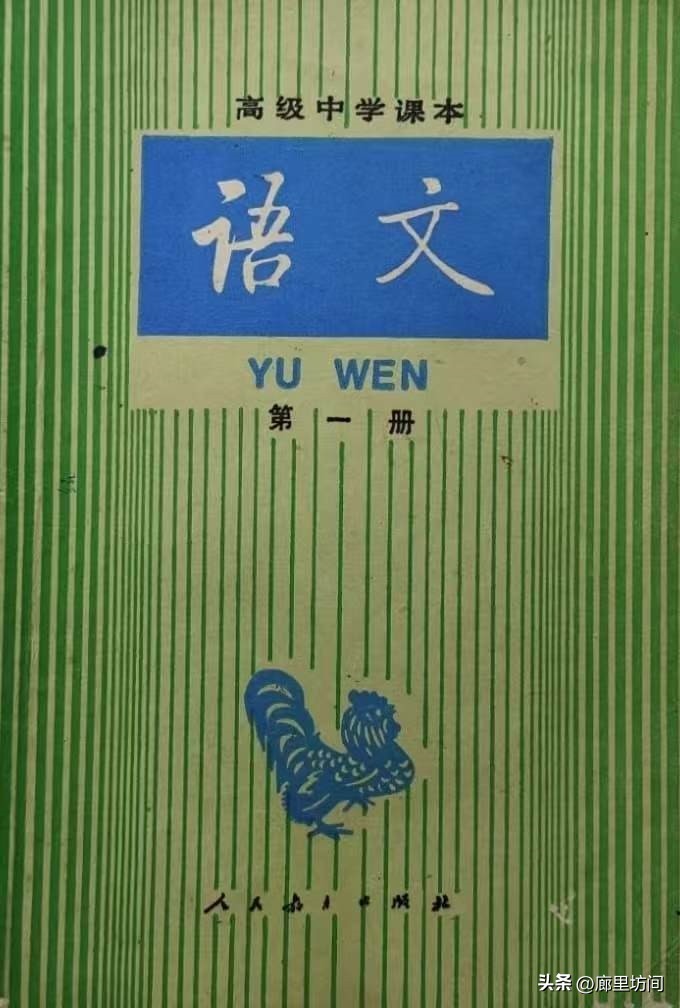 高级中学课本
语文
YU WEN
第一册
人民教育出版社
头条 @廊里坊间